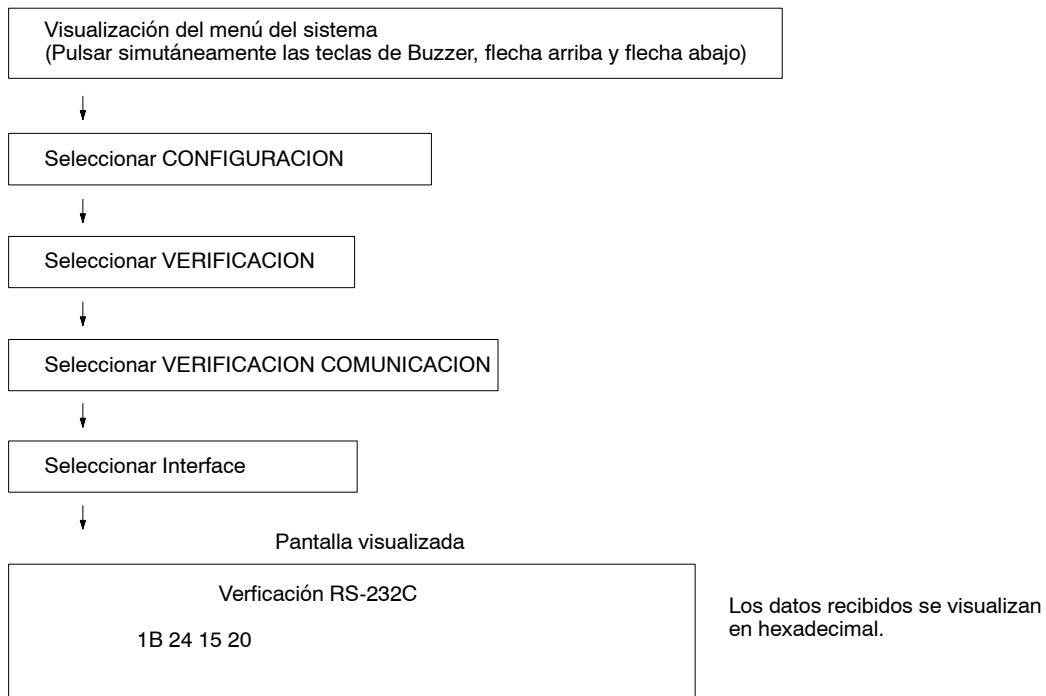 Visualización del menú del sistema
(Pulsar simutáneamente las teclas de Buzzer, flecha arriba y flecha abajo)
Seleccionar CONFIGURACION
Seleccionar VERIFICACION
Seleccionar VERIFICACION COMUNICACION
Seleccionar Interface
Pantalla visualizada
Verficación RS-232C
1B 24 15 20
Los datos recibidos se visualizan
en hexadecimal.